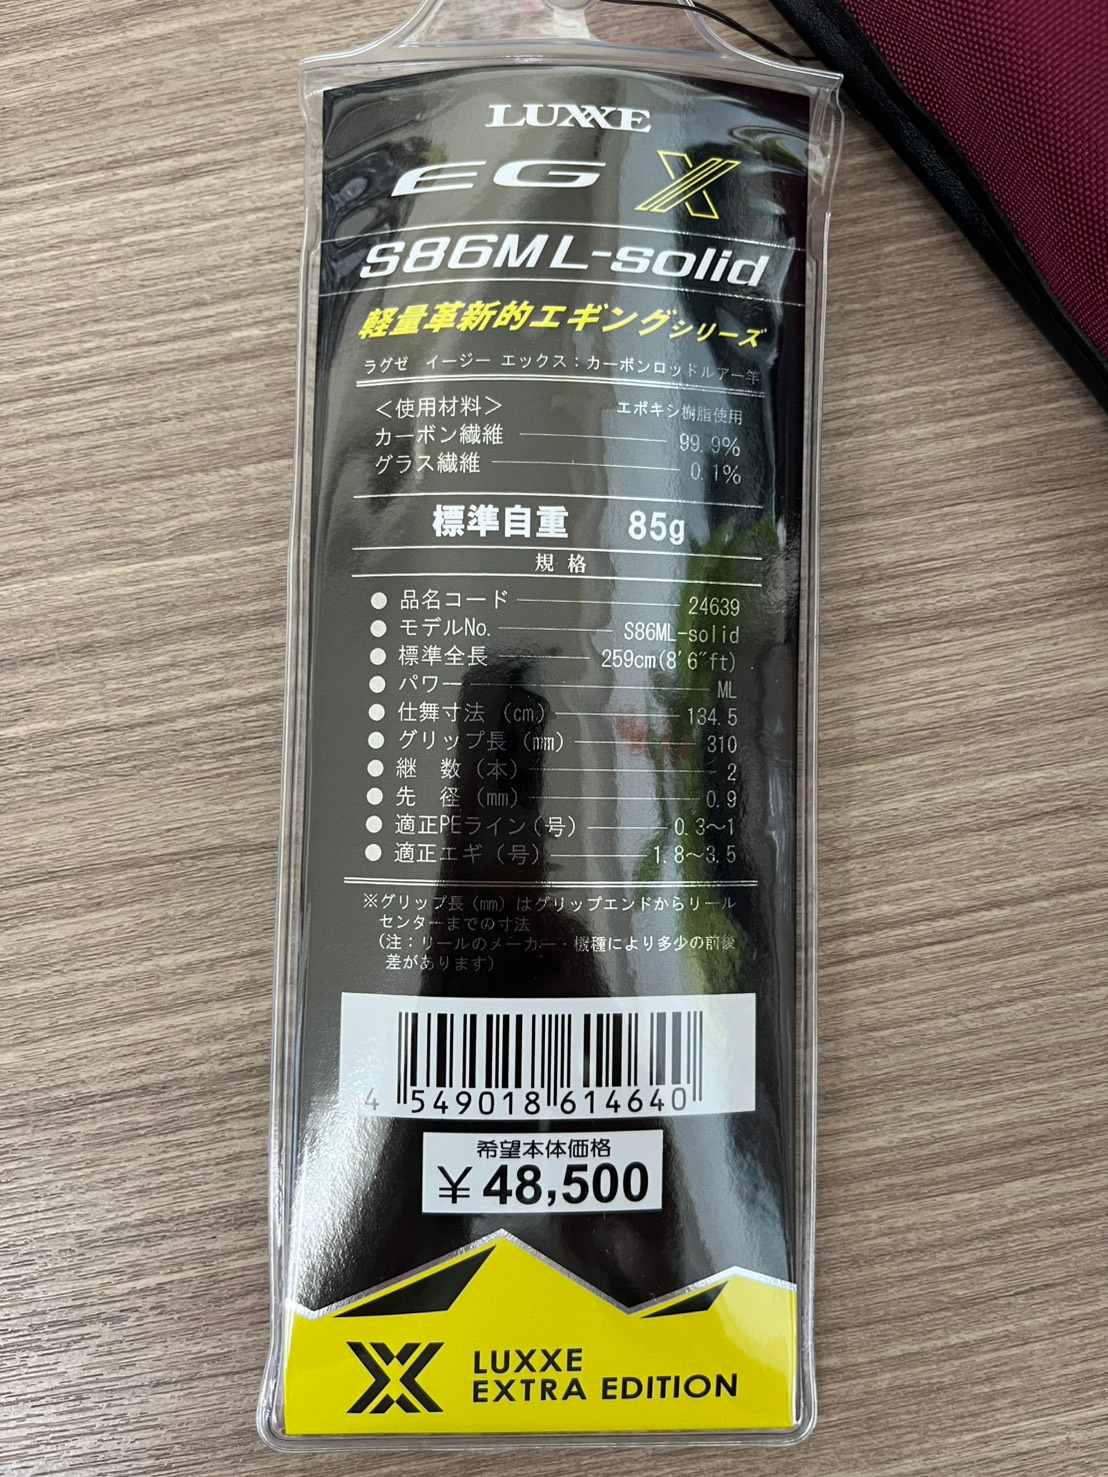 LUXXE
EG X
S86ML-solid
軽量革新的エギングシリーズ
ラグゼ イージー エックス：カーボンロッドルアー竿
＜使用材料＞ エポキシ樹脂使用
カーボン繊維 99.9%
グラス繊維 0.1%
標準自重 85g
規格
● 品名コード 24639
● モデルNo. S86ML-solid
● 標準全長 259cm(8'6"ft)
● パワー ML
● 仕舞寸法（cm） 134.5
● グリップ長（mm） 310
● 継 数（本） 2
● 先 径（mm） 0.9
● 適正PEライン（号） 0.3～1
● 適正エギ（号） 1.8～3.5
※グリップ長（mm）はグリップエンドからリール
センターまでの寸法
（注：リールのメーカー・機種により多少の前後
差があります）
4 549018 614640
希望本体価格
￥48,500
LUXXE
EXTRA EDITION